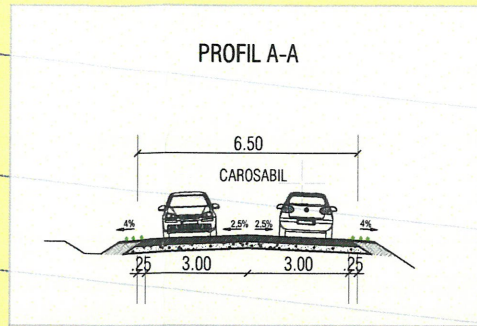 PROFIL A-A
6.50
CAROSABIL
4% 2.5% 2.5% 4%
.25 3.00 3.00 .25